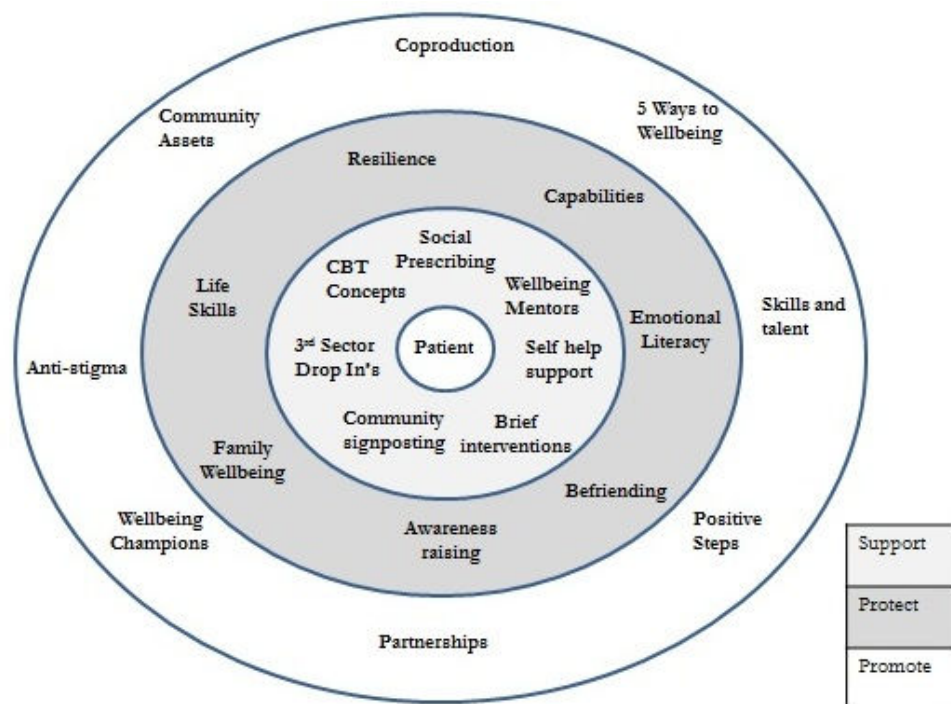 Coproduction
5 Ways to
Wellbeing
Community
Assets
Resilience
Capabilities
Social
Prescribing
CBT
Concepts
Wellbeing
Mentors
Life
Skills
Skills and
talent
Emotional
Literacy
3rd Sector
Drop In's
Patient
Self help
support
Anti-stigma
Community
signposting
Brief
interventions
Family
Wellbeing
Befriending
Wellbeing
Champions
Awareness
raising
Positive
Steps
Partnerships
Support
Protect
Promote